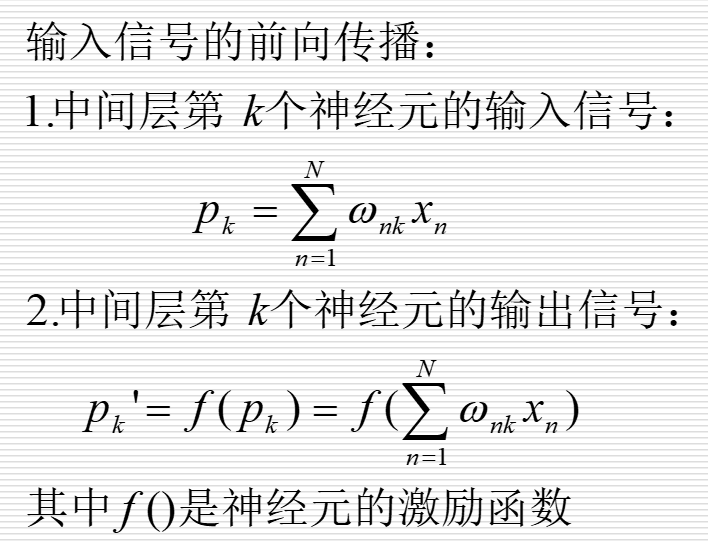 输入信号的前向传播：
1.中间层第 k个神经元的输入信号：
p_k = \sum_{n=1}^{N} ω_{nk} x_n
2.中间层第 k个神经元的输出信号：
p_k' = f(p_k) = f(\sum_{n=1}^{N} ω_{nk} x_n)
其中f()是神经元的激励函数